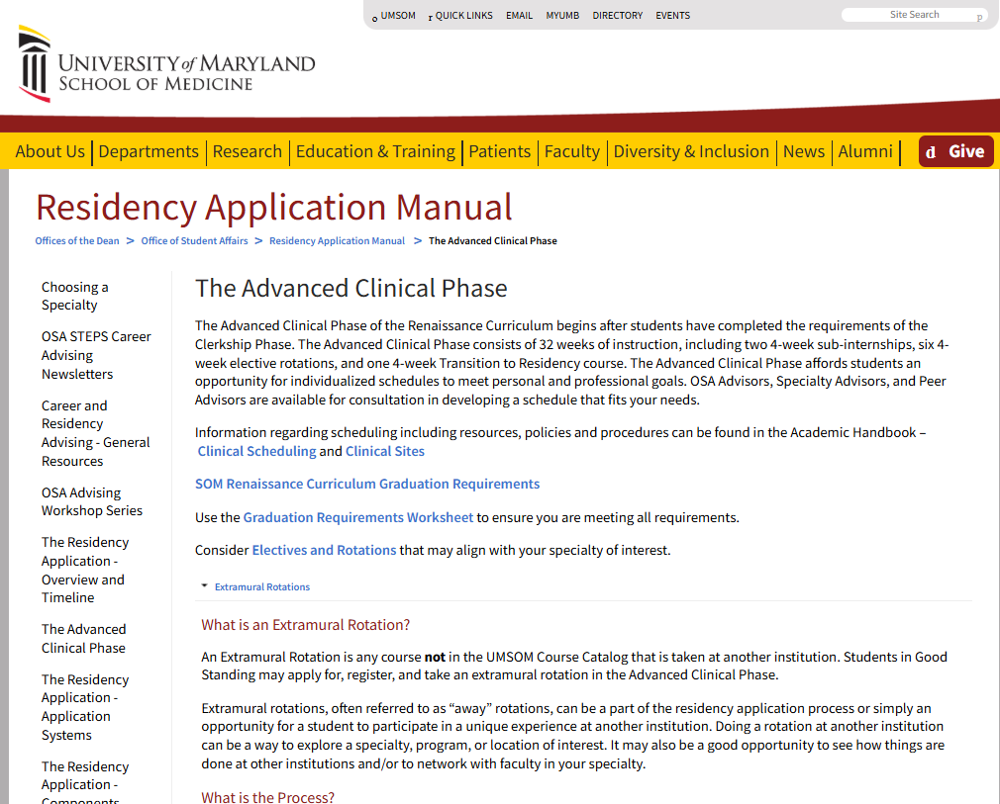 o UMSOM r QUICK LINKS EMAIL MYUMB DIRECTORY EVENTS Site Search p
UNIVERSITY of MARYLAND
SCHOOL OF MEDICINE
About Us Departments Research Education & Training Patients Faculty Diversity & Inclusion News Alumni d Give
Residency Application Manual
Offices of the Dean > Office of Student Affairs > Residency Application Manual > The Advanced Clinical Phase
Choosing a
Specialty
OSA STEPS Career
Advising
Newsletters
Career and
Residency
Advising - General
Resources
OSA Advising
Workshop Series
The Residency
Application -
Overview and
Timeline
The Advanced
Clinical Phase
The Residency
Application -
Application
Systems
The Residency
Application -
Components
The Advanced Clinical Phase
The Advanced Clinical Phase of the Renaissance Curriculum begins after students have completed the requirements of the
Clerkship Phase. The Advanced Clinical Phase consists of 32 weeks of instruction, including two 4-week sub-internships, six 4-
week elective rotations, and one 4-week Transition to Residency course. The Advanced Clinical Phase affords students an
opportunity for individualized schedules to meet personal and professional goals. OSA Advisors, Specialty Advisors, and Peer
Advisors are available for consultation in developing a schedule that fits your needs.
Information regarding scheduling including resources, policies and procedures can be found in the Academic Handbook –
Clinical Scheduling and Clinical Sites
SOM Renaissance Curriculum Graduation Requirements
Use the Graduation Requirements Worksheet to ensure you are meeting all requirements.
Consider Electives and Rotations that may align with your specialty of interest.
Extramural Rotations
What is an Extramural Rotation?
An Extramural Rotation is any course not in the UMSOM Course Catalog that is taken at another institution. Students in Good
Standing may apply for, register, and take an extramural rotation in the Advanced Clinical Phase.
Extramural rotations, often referred to as “away” rotations, can be a part of the residency application process or simply an
opportunity for a student to participate in a unique experience at another institution. Doing a rotation at another institution
can be a way to explore a specialty, program, or location of interest. It may also be a good opportunity to see how things are
done at other institutions and/or to network with faculty in your specialty.
What is the Process?